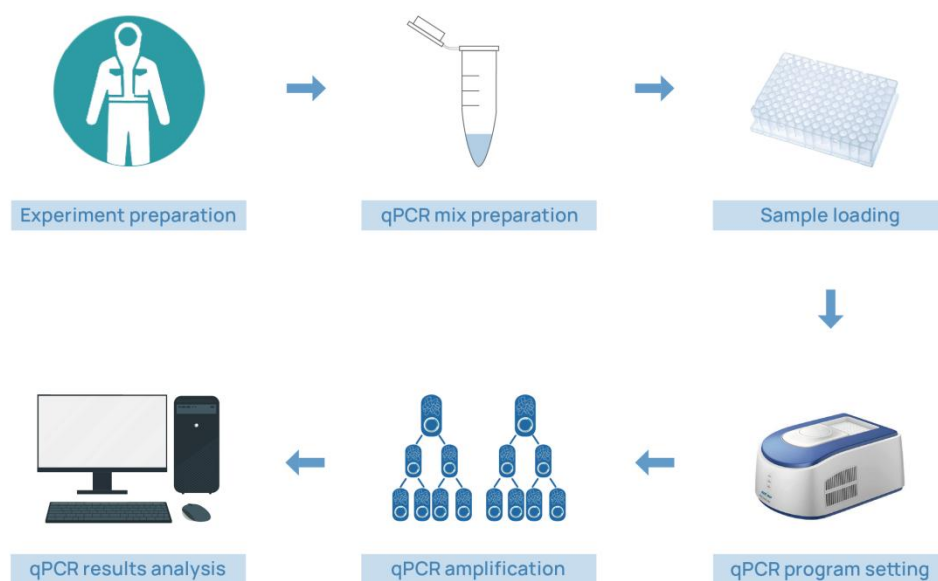 Experiment preparation
qPCR mix preparation
Sample loading
qPCR program setting
qPCR amplification
qPCR results analysis